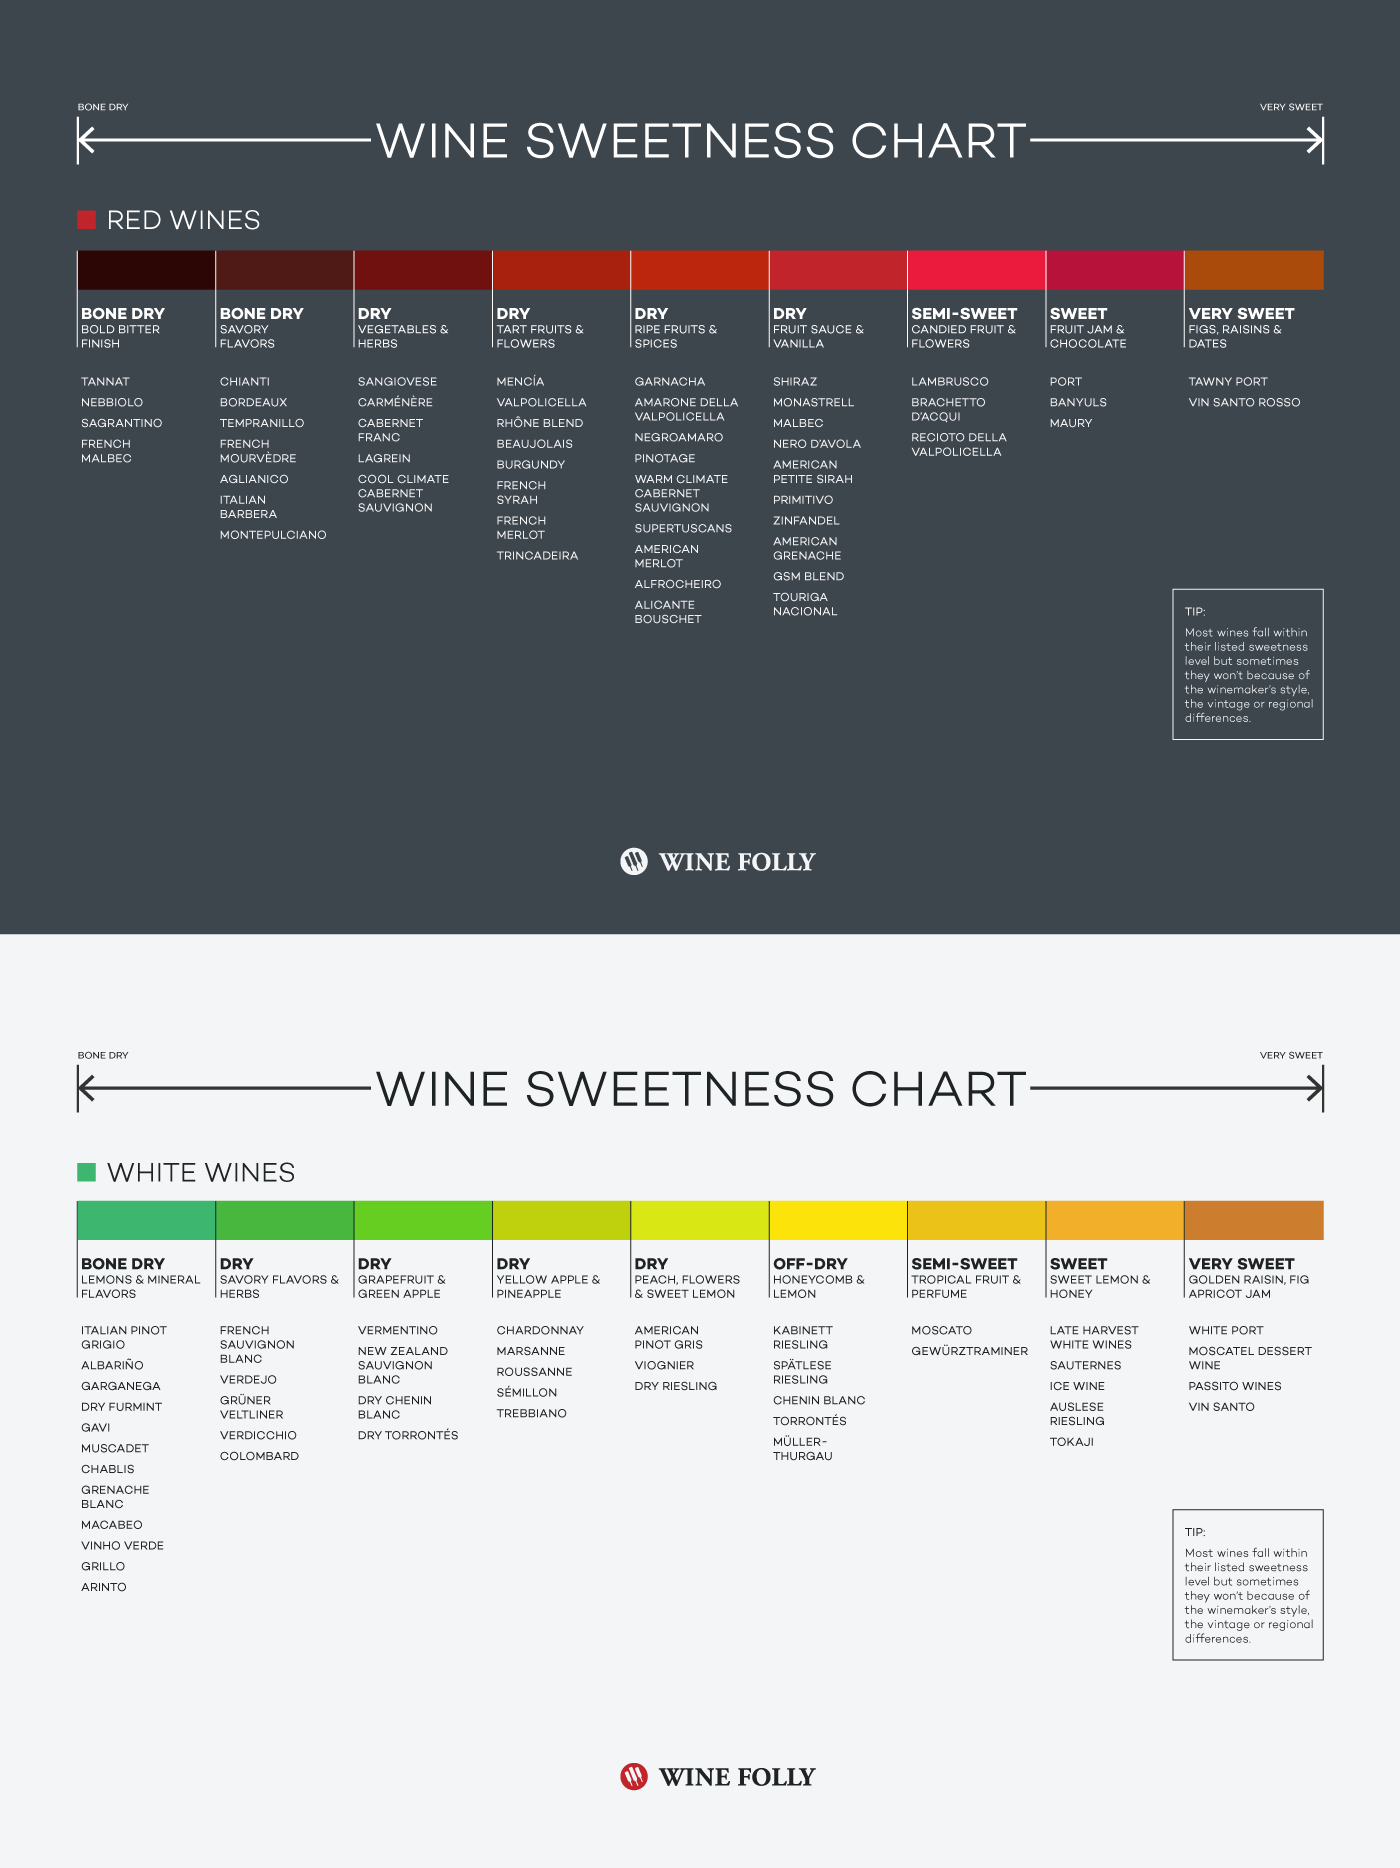 BONE DRY
VERY SWEET
WINE SWEETNESS CHART
RED WINES
BONE DRY
BOLD BITTER
FINISH
TANNAT
NEBBIOLO
SAGRANTINO
FRENCH
MALBEC
BONE DRY
SAVORY
FLAVORS
CHIANTI
BORDEAUX
TEMPRANILLO
FRENCH
MOURVÈDRE
AGLIANICO
ITALIAN
BARBERA
MONTEPULCIANO
DRY
VEGETABLES &
HERBS
SANGIOVESE
CARMÉNÈRE
CABERNET
FRANC
LAGREIN
COOL CLIMATE
CABERNET
SAUVIGNON
DRY
TART FRUITS &
FLOWERS
MENCÍA
VALPOLICELLA
RHÔNE BLEND
BEAUJOLAIS
BURGUNDY
FRENCH
SYRAH
FRENCH
MERLOT
TRINCADEIRA
DRY
RIPE FRUITS &
SPICES
GARNACHA
AMARONE DELLA
VALPOLICELLA
NEGROAMARO
PINOTAGE
WARM CLIMATE
CABERNET
SAUVIGNON
SUPERTUSCANS
AMERICAN
MERLOT
ALFROCHEIRO
ALICANTE
BOUSCHET
DRY
FRUIT SAUCE &
VANILLA
SHIRAZ
MONASTRELL
MALBEC
NERO D'AVOLA
AMERICAN
PETITE SIRAH
PRIMITIVO
ZINFANDEL
AMERICAN
GRENACHE
GSM BLEND
TOURIGA
NACIONAL
SEMI-SWEET
CANDIED FRUIT &
FLOWERS
LAMBRUSCO
BRACHETTO
D'ACQUI
RECIOTO DELLA
VALPOLICELLA
SWEET
FRUIT JAM &
CHOCOLATE
PORT
BANYULS
MAURY
VERY SWEET
FIGS, RAISINS &
DATES
TAWNY PORT
VIN SANTO ROSSO
TIP:
Most wines fall within
their listed sweetness
level but sometimes
they won't because of
the winemaker's style,
the vintage or regional
differences.
WINE FOLLY
BONE DRY
VERY SWEET
WINE SWEETNESS CHART
WHITE WINES
BONE DRY
LEMONS & MINERAL
FLAVORS
ITALIAN PINOT
GRIGIO
ALBARIÑO
GARGANEGA
DRY FURMINT
GAVI
MUSCADET
CHABLIS
GRENACHE
BLANC
MACABEO
VINHO VERDE
GRILLO
ARINTO
DRY
SAVORY FLAVORS &
HERBS
FRENCH
SAUVIGNON
BLANC
VERDEJO
GRÜNER
VELTLINER
VERDICCHIO
COLOMBARD
DRY
GRAPEFRUIT &
GREEN APPLE
VERMENTINO
NEW ZEALAND
SAUVIGNON
BLANC
DRY CHENIN
BLANC
DRY TORRONTÉS
DRY
YELLOW APPLE &
PINEAPPLE
CHARDONNAY
MARSANNE
ROUSSANNE
SÉMILLON
TREBBIANO
DRY
PEACH, FLOWERS
& SWEET LEMON
AMERICAN
PINOT GRIS
VIOGNIER
DRY RIESLING
OFF-DRY
HONEYCOMB &
LEMON
KABINETT
RIESLING
SPÄTLESE
RIESLING
CHENIN BLANC
TORRONTÉS
MÜLLER-
THURGAU
SEMI-SWEET
TROPICAL FRUIT &
PERFUME
MOSCATO
GEWÜRZTRAMINER
SWEET
SWEET LEMON &
HONEY
LATE HARVEST
WHITE WINES
SAUTERNES
ICE WINE
AUSLESE
RIESLING
TOKAJI
VERY SWEET
GOLDEN RAISIN, FIG
APRICOT JAM
WHITE PORT
MOSCATEL DESSERT
WINE
PASSITO WINES
VIN SANTO
TIP:
Most wines fall within
their listed sweetness
level but sometimes
they won't because of
the winemaker's style,
the vintage or regional
differences.
WINE FOLLY